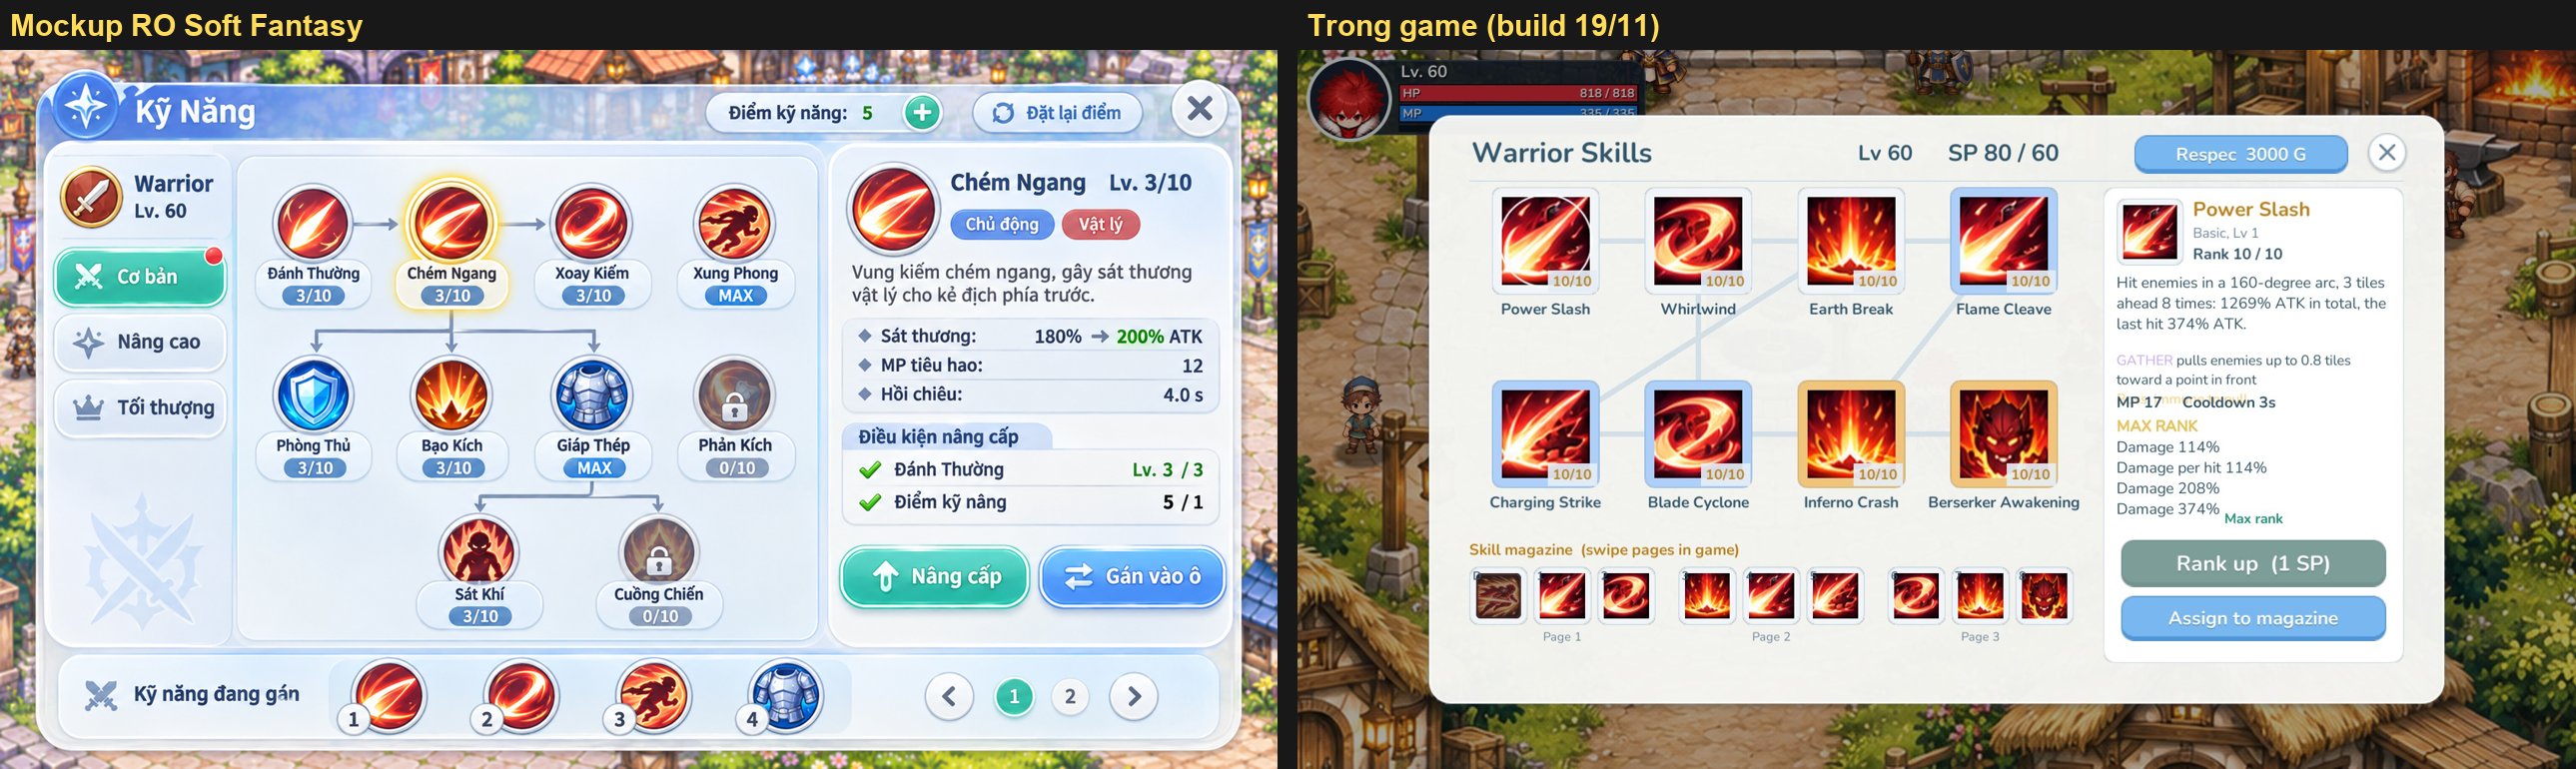 Mockup RO Soft Fantasy
Kỹ Năng
Điểm kỹ năng: 5
Đặt lại điểm
Warrior
Lv. 60
Cơ bản
Nâng cao
Tối thượng
Đánh Thường
3/10
Chém Ngang
3/10
Xoay Kiếm
3/10
Xung Phong
MAX
Phòng Thủ
3/10
Bạo Kích
3/10
Giáp Thép
MAX
Phản Kích
0/10
Sát Khí
3/10
Cuồng Chiến
0/10
Chém Ngang Lv. 3/10
Chủ động Vật lý
Vung kiếm chém ngang, gây sát thương
vật lý cho kẻ địch phía trước.
Sát thương: 180% → 200% ATK
MP tiêu hao: 12
Hồi chiêu: 4.0 s
Điều kiện nâng cấp
Đánh Thường Lv. 3 / 3
Điểm kỹ nâng 5 / 1
Nâng cấp
Gán vào ô
Kỹ năng đang gán
1 2 3 4
1 2
Trong game (build 19/11)
Lv. 60
HP 818 / 818
MP 335 / 335
Warrior Skills Lv 60 SP 80 / 60 Respec 3000 G
10/10 10/10 10/10 10/10
Power Slash Whirlwind Earth Break Flame Cleave
10/10 10/10 10/10 10/10
Charging Strike Blade Cyclone Inferno Crash Berserker Awakening
Skill magazine (swipe pages in game)
Page 1 Page 2 Page 3
Power Slash
Basic, Lv 1
Rank 10 / 10
Hit enemies in a 160-degree arc, 3 tiles
ahead 8 times: 1269% ATK in total, the
last hit 374% ATK.
GATHER pulls enemies up to 0.8 tiles
toward a point in front
MP 17 Cooldown 3s
MAX RANK
Damage 114%
Damage per hit 114%
Damage 208%
Damage 374%
Max rank
Rank up (1 SP)
Assign to magazine